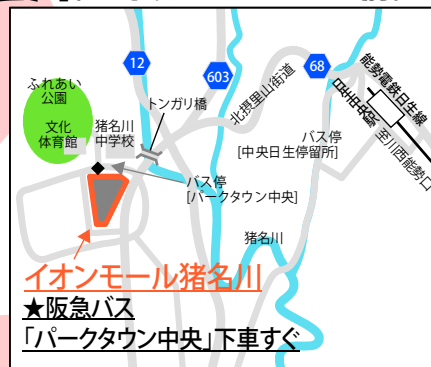 12
603
68
ふれあい
公園
文化
体育館
猪名川
中学校
トンガリ橋
北摂里山街道
能勢電鉄日生線
日生中央駅
至川西能勢口
バス停
[中央日生停留所]
バス停
[パークタウン中央]
猪名川
イオンモール猪名川
★阪急バス
「パークタウン中央」下車すぐ